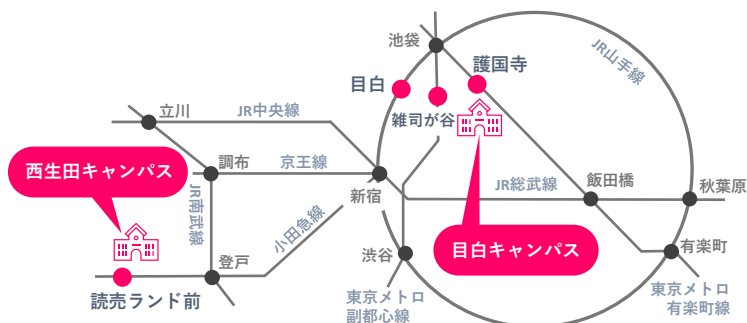 池袋
護国寺
JR山手線
目白
雑司が谷
立川
JR中央線
西生田キャンパス
調布
京王線
新宿
JR総武線
飯田橋
秋葉原
JR南武線
小田急線
目白キャンパス
渋谷
有楽町
登戸
読売ランド前
東京メトロ
副都心線
東京メトロ
有楽町線